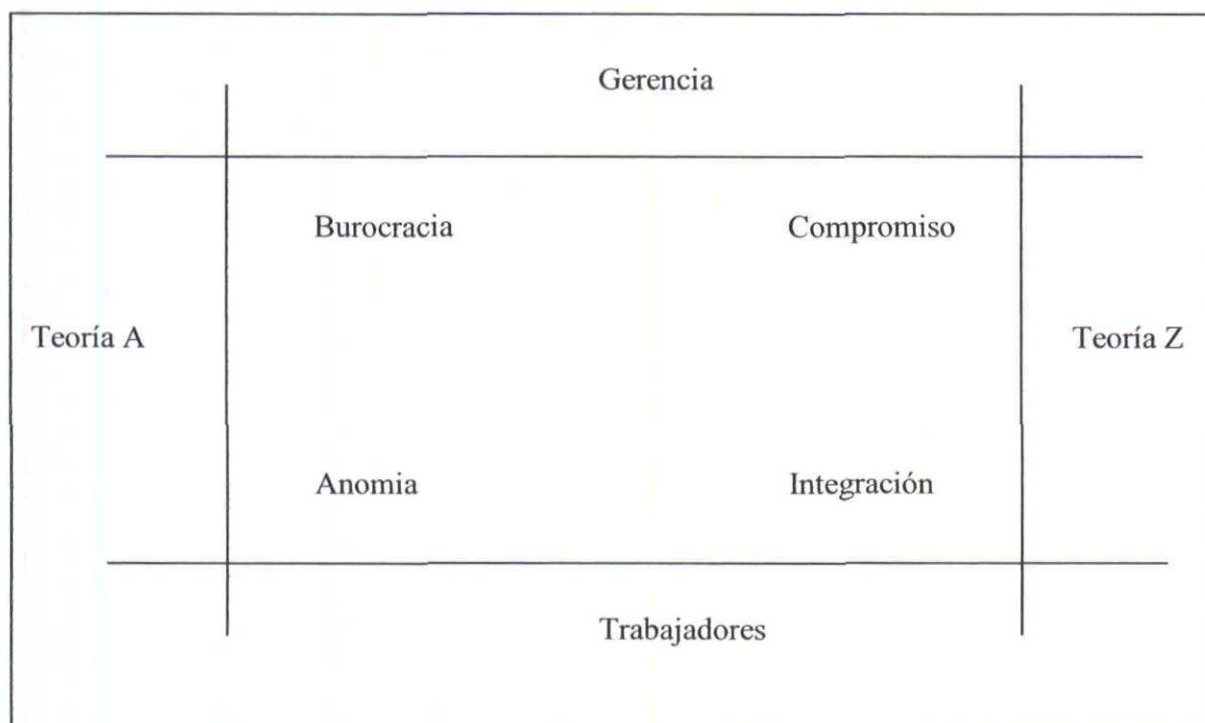 Gerencia
Burocracia Compromiso
Teoría A Teoría Z
Anomia Integración
Trabajadores